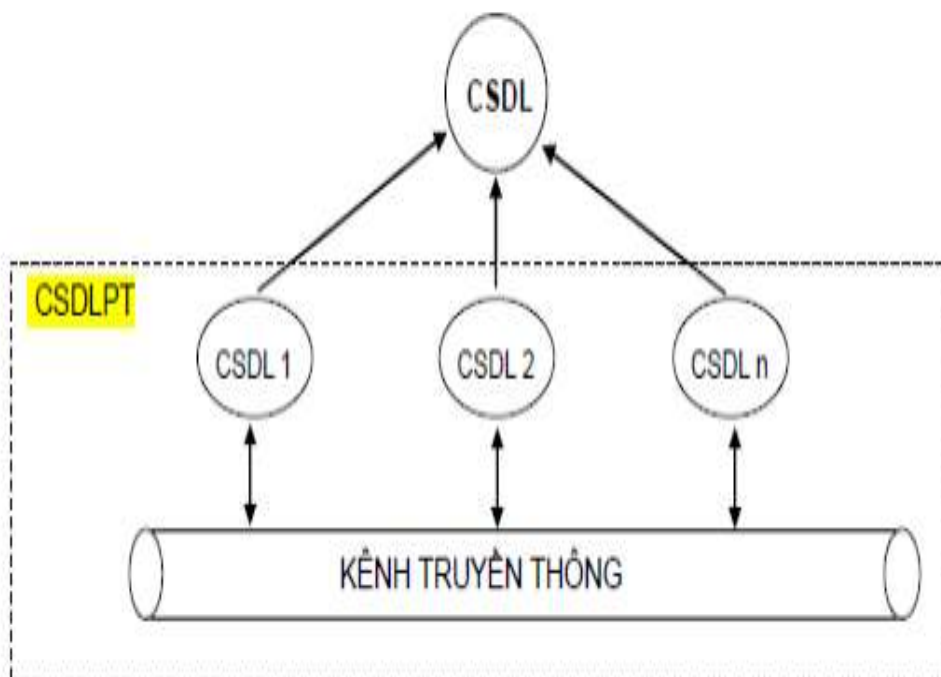 CSDL
CSDLPT
CSDL 1
CSDL 2
CSDL n
KÊNH TRUYỀN THÔNG